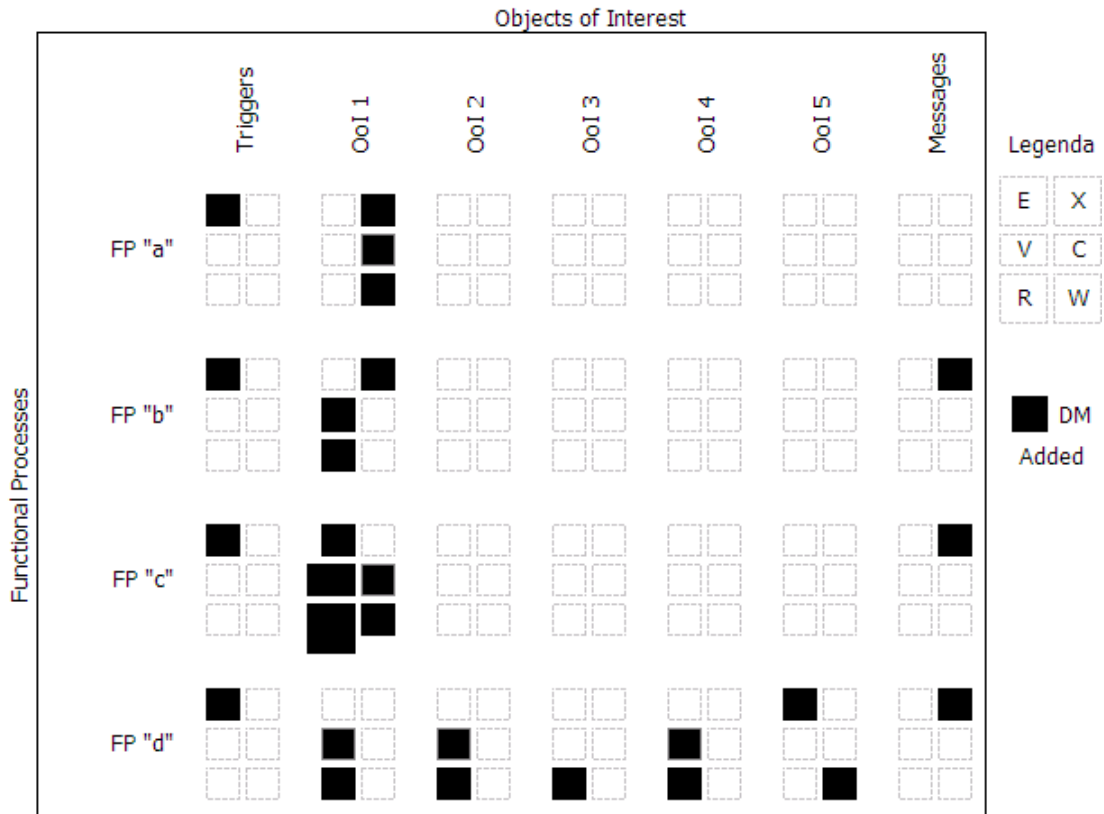 Objects of Interest
Triggers
OoI 1
OoI 2
OoI 3
OoI 4
OoI 5
Messages
Legenda
E X
V C
R W
DM
Added
Functional Processes
FP "a"
FP "b"
FP "c"
FP "d"